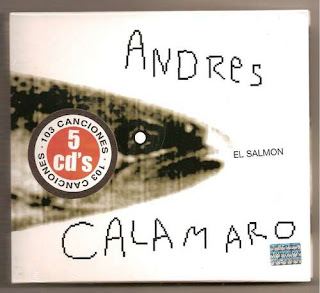 ANDRes
103 CANCIONES
5
cd's
103 CANCIONES
EL SALMON
CALAMARO